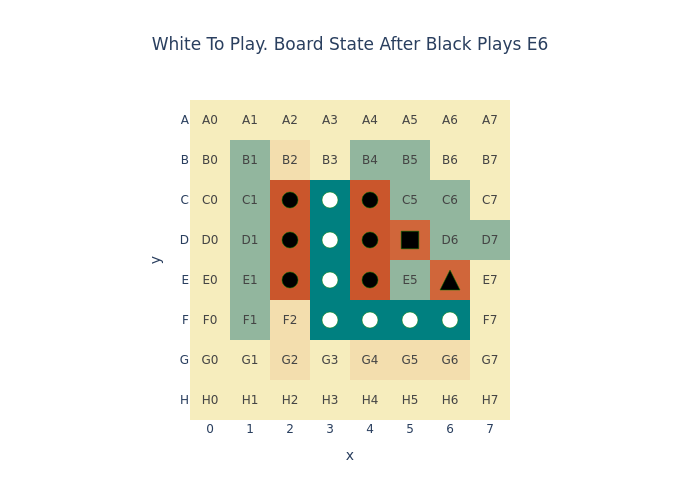 White To Play. Board State After Black Plays E6
A A0 A1 A2 A3 A4 A5 A6 A7
B B0 B1 B2 B3 B4 B5 B6 B7
C C0 C1 C5 C6 C7
D D0 D1 D6 D7
E E0 E1 E5 E7
F F0 F1 F2 F7
G G0 G1 G2 G3 G4 G5 G6 G7
H H0 H1 H2 H3 H4 H5 H6 H7
0 1 2 3 4 5 6 7
x
y